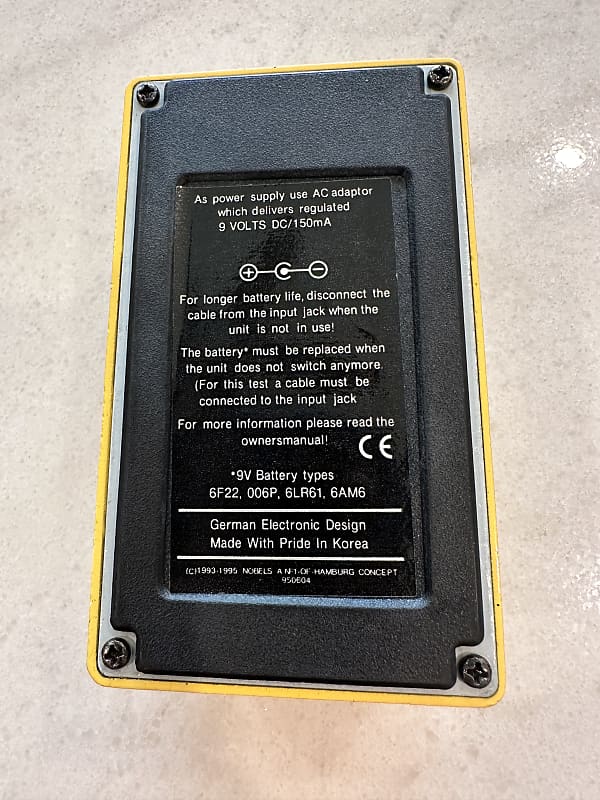 As power supply use AC adaptor
which delivers regulated
9 VOLTS DC/150mA
+ −
For longer battery life, disconnect the
cable from the input jack when the
unit is not in use!
The battery* must be replaced when
the unit does not switch anymore.
(For this test a cable must be
connected to the input jack
For more information please read the
ownersmanual!
CE
*9V Battery types
6F22, 006P, 6LR61, 6AM6
German Electronic Design
Made With Pride In Korea
(C)1993-1995 NOBELS A OF-HAMBURG CONCEPT
950604